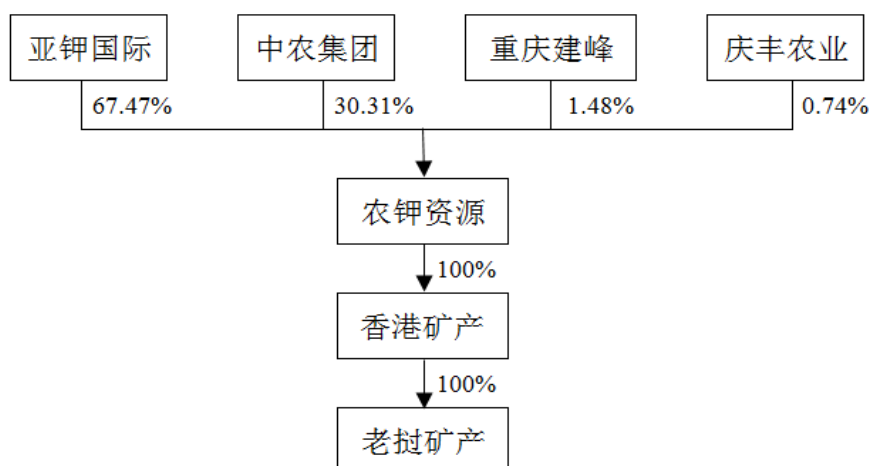 亚钾国际 中农集团 重庆建峰 庆丰农业
67.47% 30.31% 1.48% 0.74%
农钾资源
100%
香港矿产
100%
老挝矿产